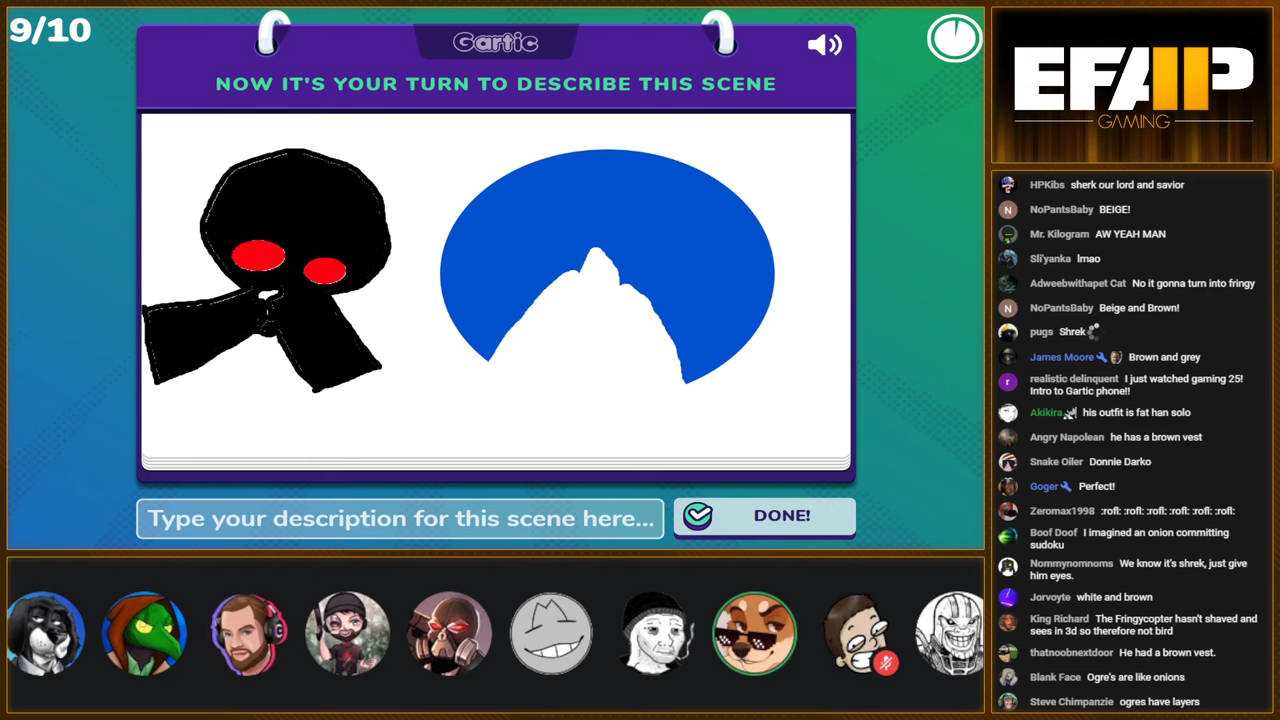 9/10
Gartic
NOW IT'S YOUR TURN TO DESCRIBE THIS SCENE
Type your description for this scene here...
DONE!
EFAP
GAMING
HPKibs sherk our lord and savior
N NoPantsBaby BEIGE!
Mr. Kilogram AW YEAH MAN
Sli'yanka lmao
Adweebwithapet Cat No it gonna turn into fringy
N NoPantsBaby Beige and Brown!
pugs Shrek
James Moore Brown and grey
r realistic delinquent I just watched gaming 25!
Intro to Gartic phone!!
Akikira his outfit is fat han solo
Angry Napolean he has a brown vest
Snake Oiler Donnie Darko
Goger Perfect!
Zeromax1998 :rofl: :rofl: :rofl: :rofl: :rofl: :rofl:
Boof Doof I imagined an onion committing
sudoku
Nommynomnoms We know it's shrek, just give
him eyes.
Jorvoyte white and brown
King Richard The Fringycopter hasn't shaved and
sees in 3d so therefore not bird
thatnoobnextdoor He had a brown vest.
Blank Face Ogre's are like onions
Steve Chimpanzie ogres have layers